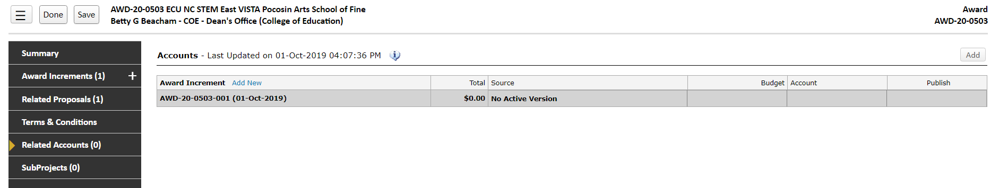 Done Save AWD-20-0503 ECU NC STEM East VISTA Pocosin Arts School of Fine Award
Betty G Beacham - COE - Dean's Office (College of Education) AWD-20-0503
Summary
Accounts - Last Updated on 01-Oct-2019 04:07:36 PM Add
Award Increments (1)
Award Increment Add New Total Source Budget Account Publish
Related Proposals (1)
AWD-20-0503-001 (01-Oct-2019) $0.00 No Active Version
Terms & Conditions
Related Accounts (0)
SubProjects (0)